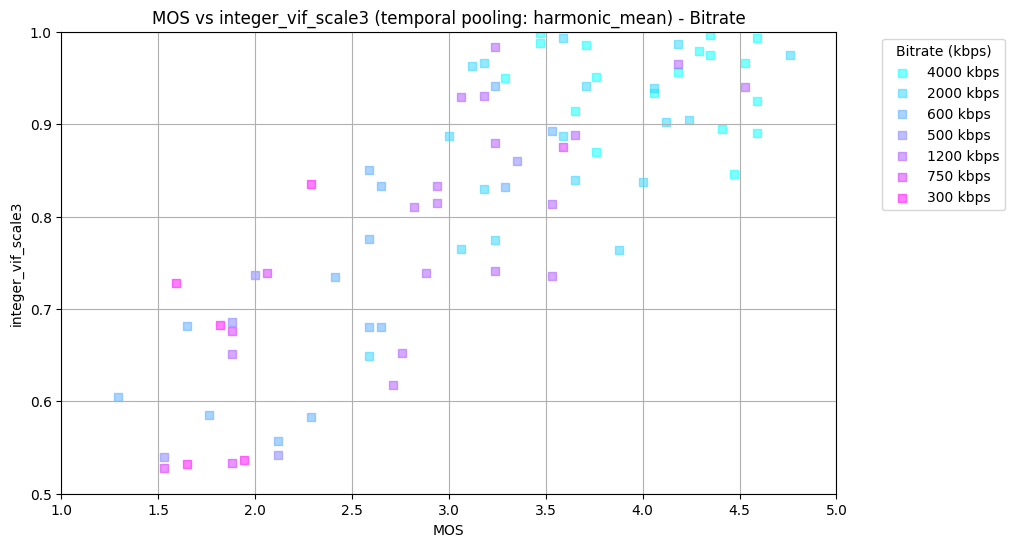 MOS vs integer_vif_scale3 (temporal pooling: harmonic_mean) - Bitrate
integer_vif_scale3
1.0
0.9
0.8
0.7
0.6
0.5
1.0 1.5 2.0 2.5 3.0 3.5 4.0 4.5 5.0
MOS
Bitrate (kbps)
4000 kbps
2000 kbps
600 kbps
500 kbps
1200 kbps
750 kbps
300 kbps